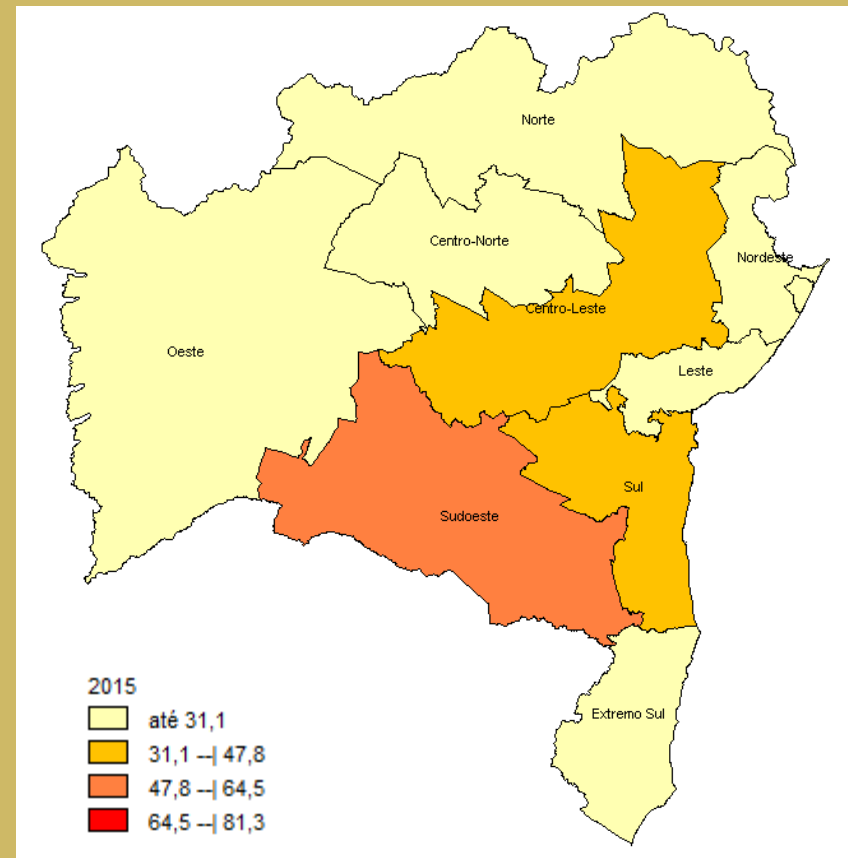 Norte
Centro-Norte
Nordeste
Centro-Leste
Oeste
Leste
Sul
Sudoeste
Extremo Sul
2015
até 31,1
31,1 --| 47,8
47,8 --| 64,5
64,5 --| 81,3